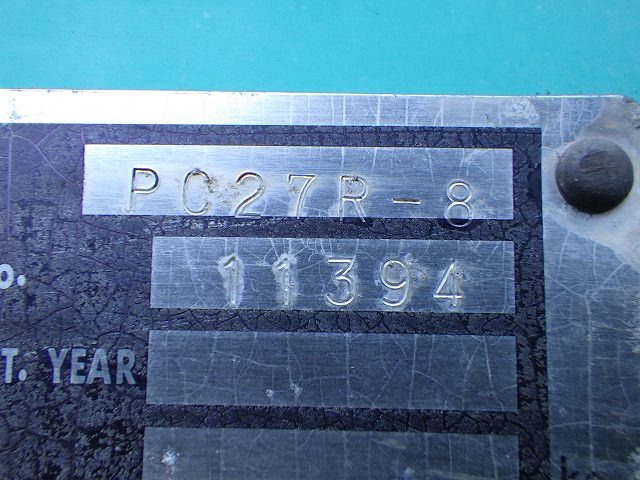 PC27R-8
o. 11394
T. YEAR